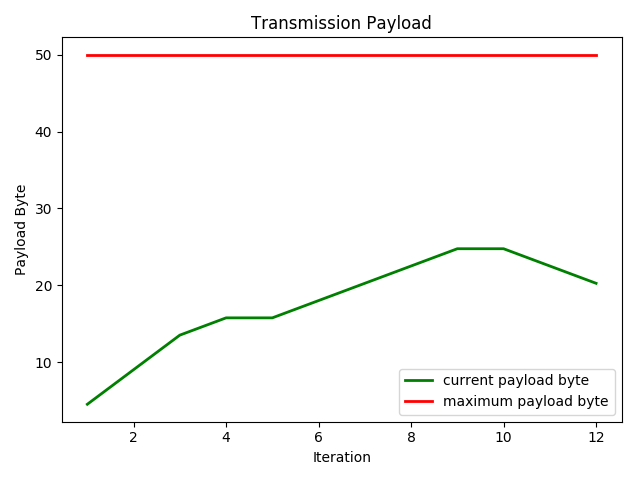 Transmission Payload
50
40
30
20
10
Payload Byte
current payload byte
maximum payload byte
2 4 6 8 10 12
Iteration